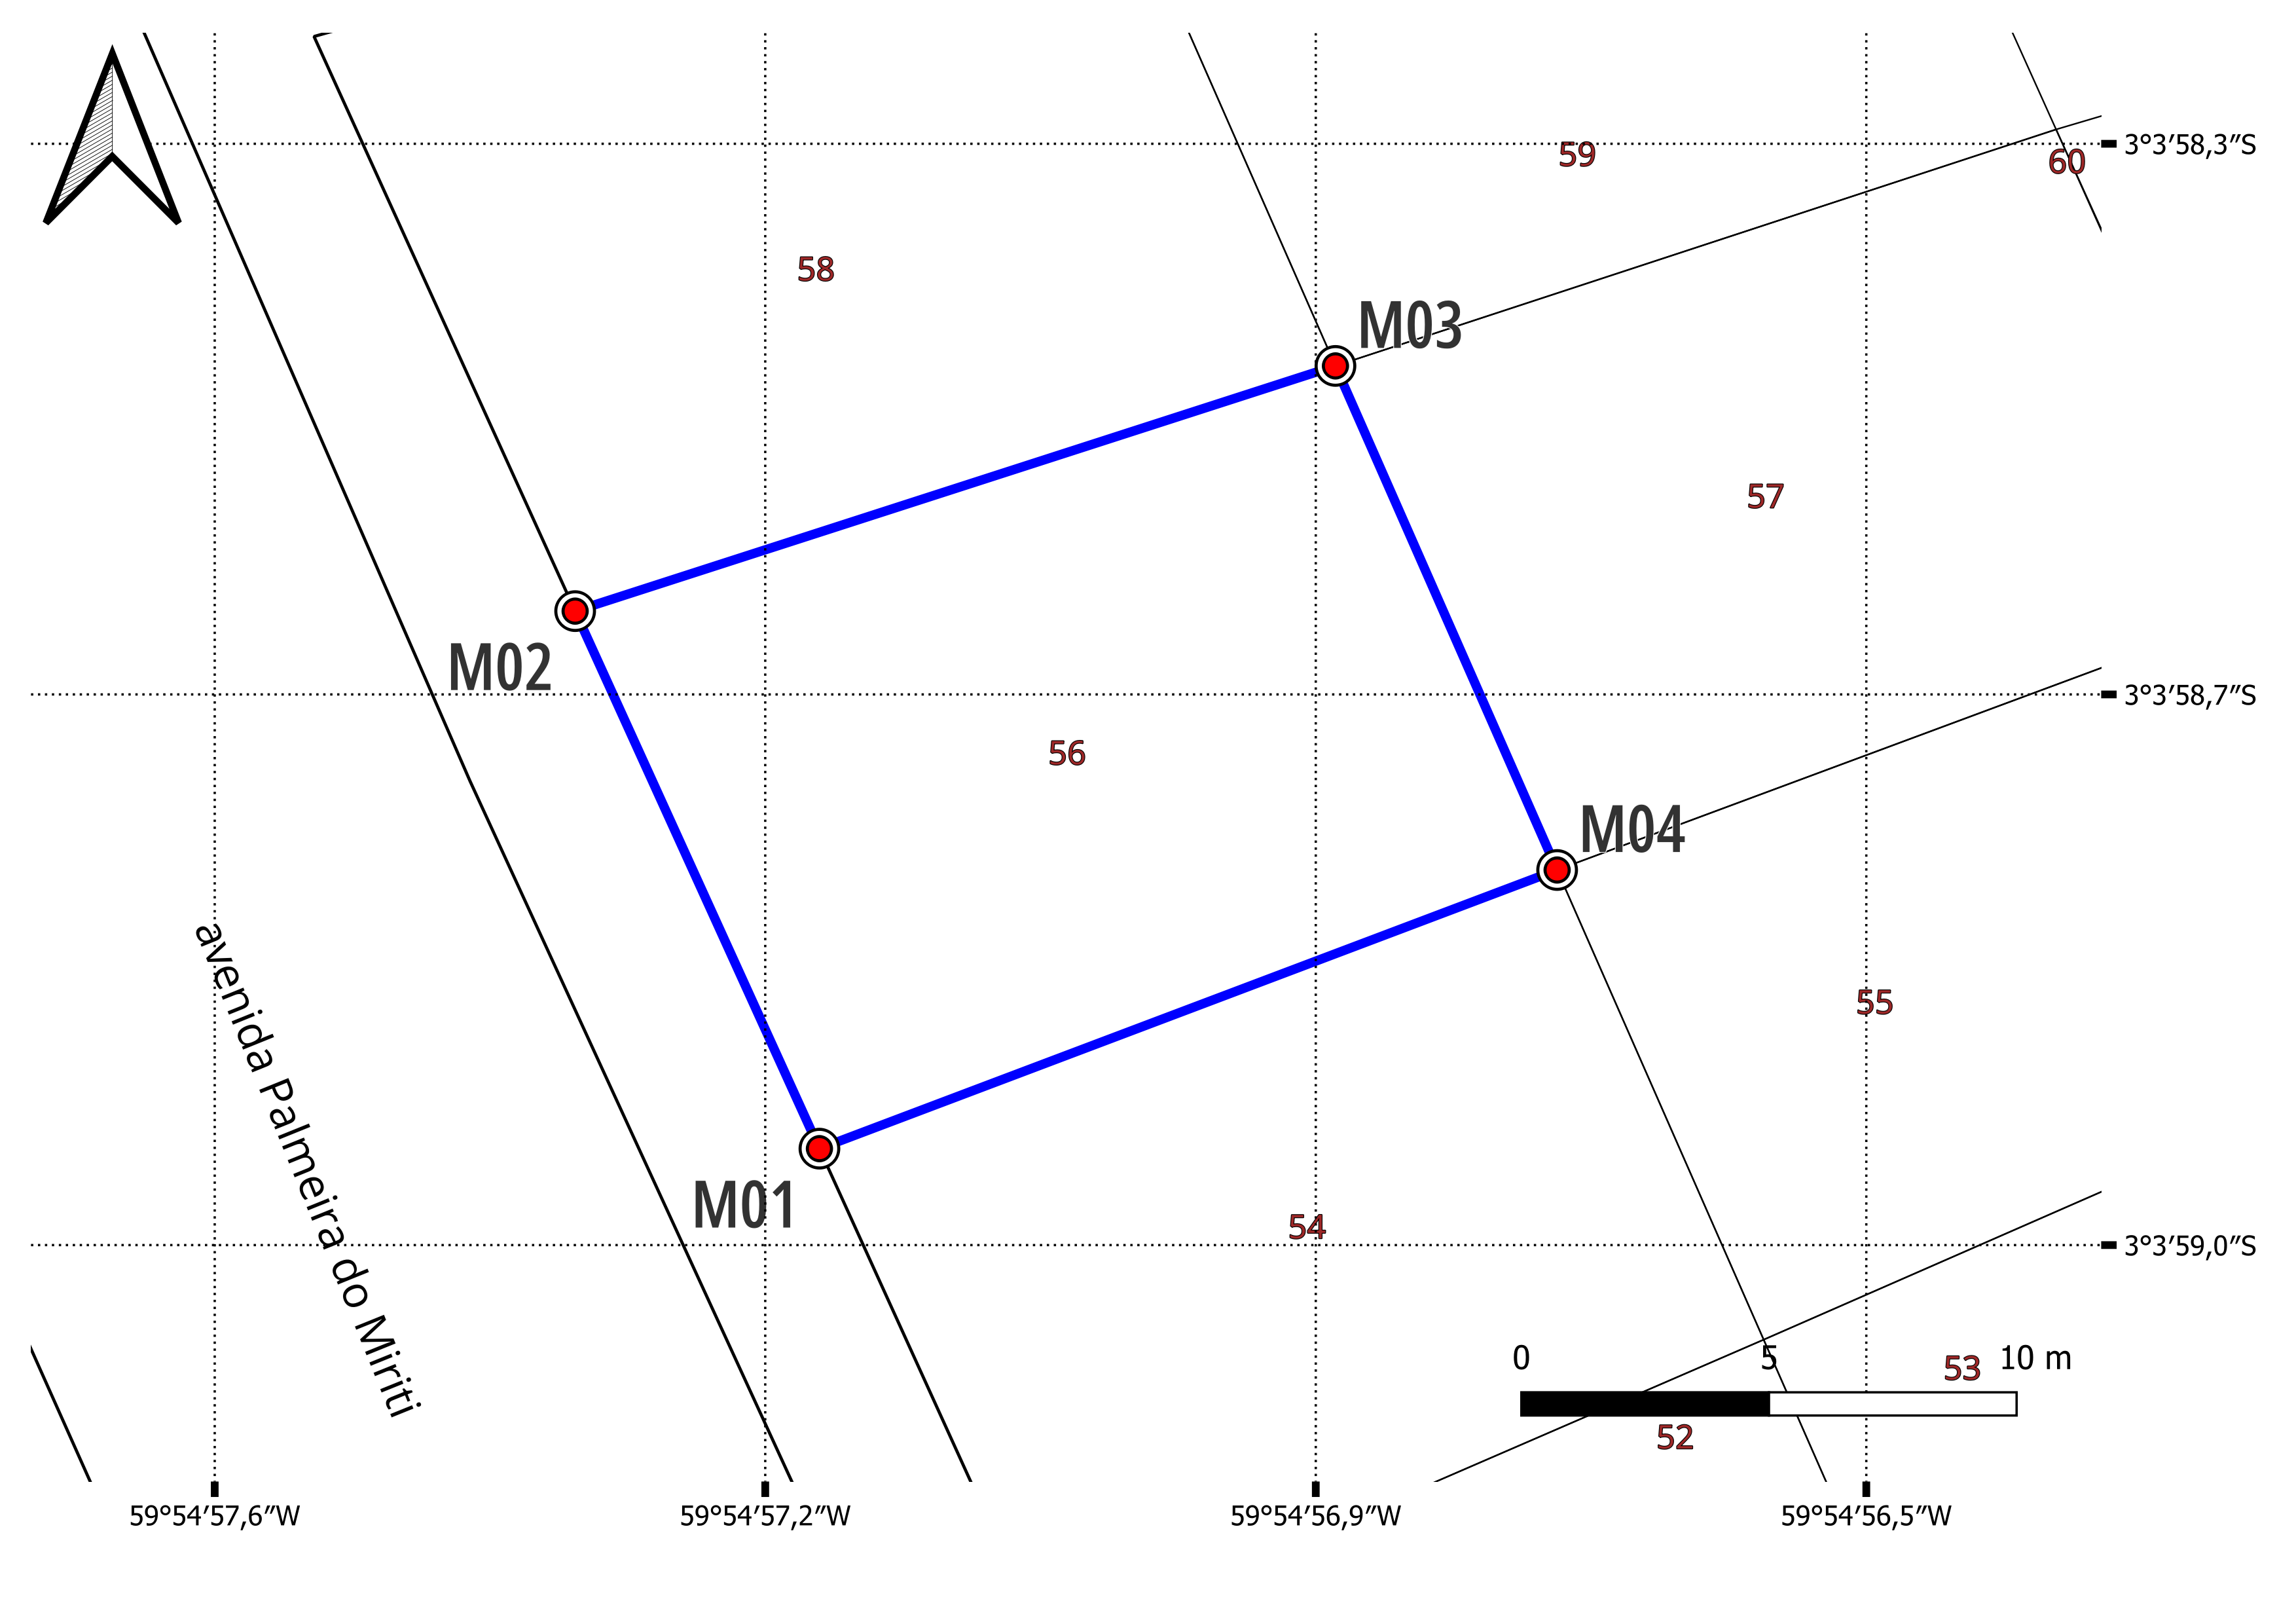 3°3′58,3″S
59
60
58
M03
57
M02
3°3′58,7″S
56
M04
avenida Palmeira do Miriti
55
M01
54
3°3′59,0″S
0 5 10 m
53
52
59°54′57,6″W 59°54′57,2″W 59°54′56,9″W 59°54′56,5″W